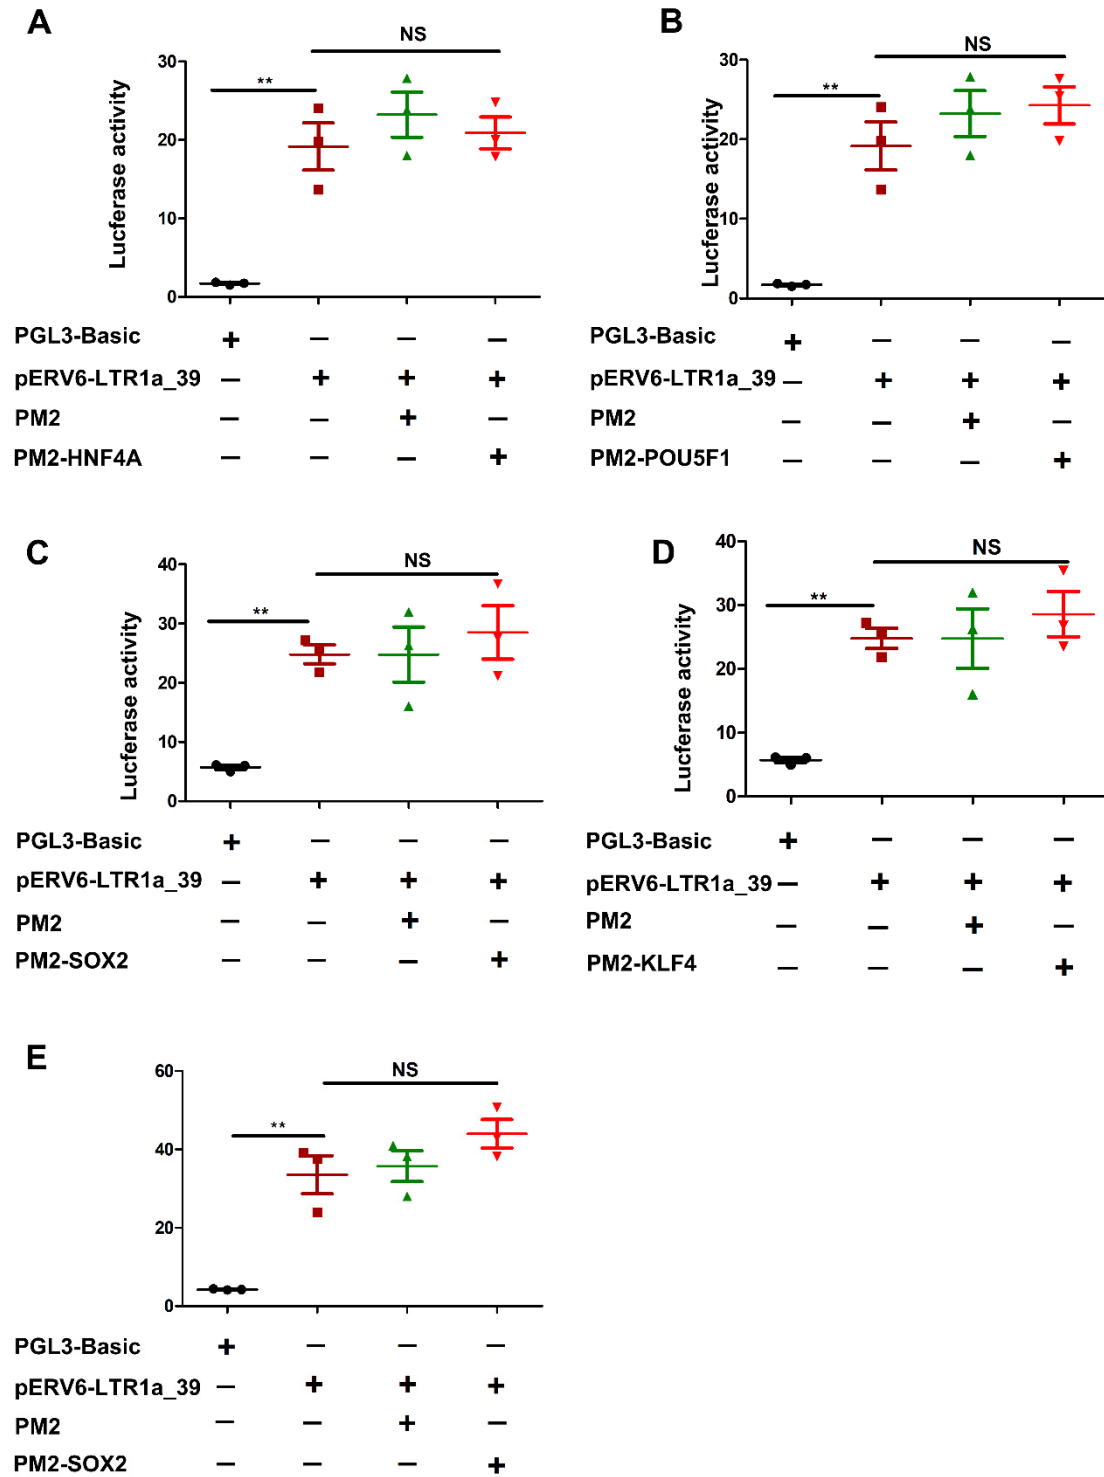 A
NS
**
30
20
10
0
Lucferase activity
PGL3-Basic + − − −
pERV6-LTR1a_39 − + + +
PM2 − − + −
PM2-HNF4A − − − +
B
NS
**
30
20
10
0
Lucferase activity
PGL3-Basic + − − −
pERV6-LTR1a_39 − + + +
PM2 − − + −
PM2-POU5F1 − − − +
C
NS
**
40
30
20
10
0
Lucferase activity
PGL3-Basic + − − −
pERV6-LTR1a_39 − + + +
PM2 − − + −
PM2-SOX2 − − − +
D
NS
**
40
30
20
10
0
Lucferase activity
PGL3-Basic + − − −
pERV6-LTR1a_39 − + + +
PM2 − − + −
PM2-KLF4 − − − +
E
NS
**
60
40
20
0
PGL3-Basic + − − −
pERV6-LTR1a_39 − + + +
PM2 − − + −
PM2-SOX2 − − − +